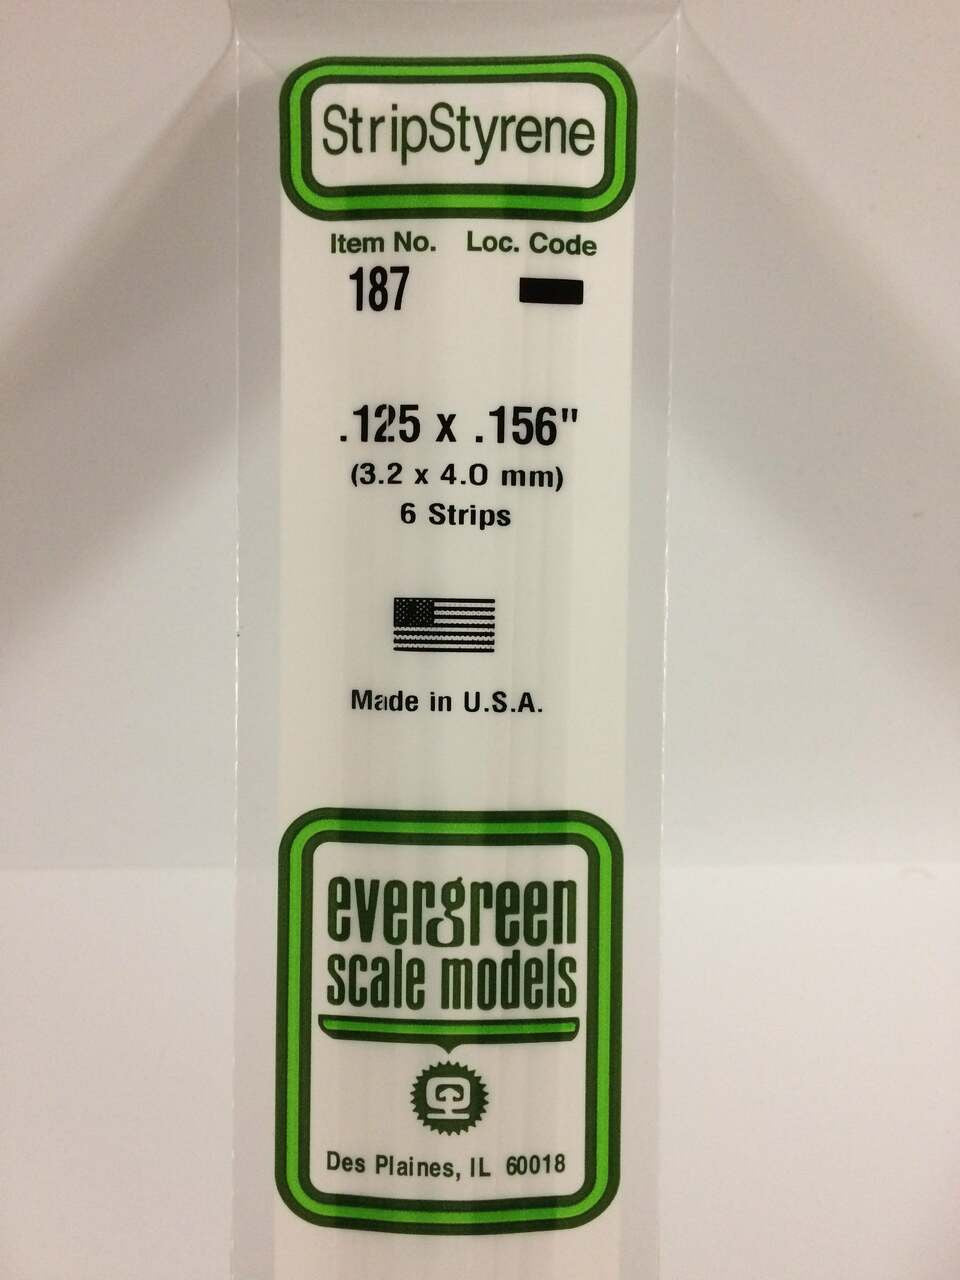 StripStyrene
Item No. Loc. Code
187
.125 x .156"
(3.2 x 4.0 mm)
6 Strips
Made in U.S.A.
evergreen
scale models
Des Plaines, IL 60018